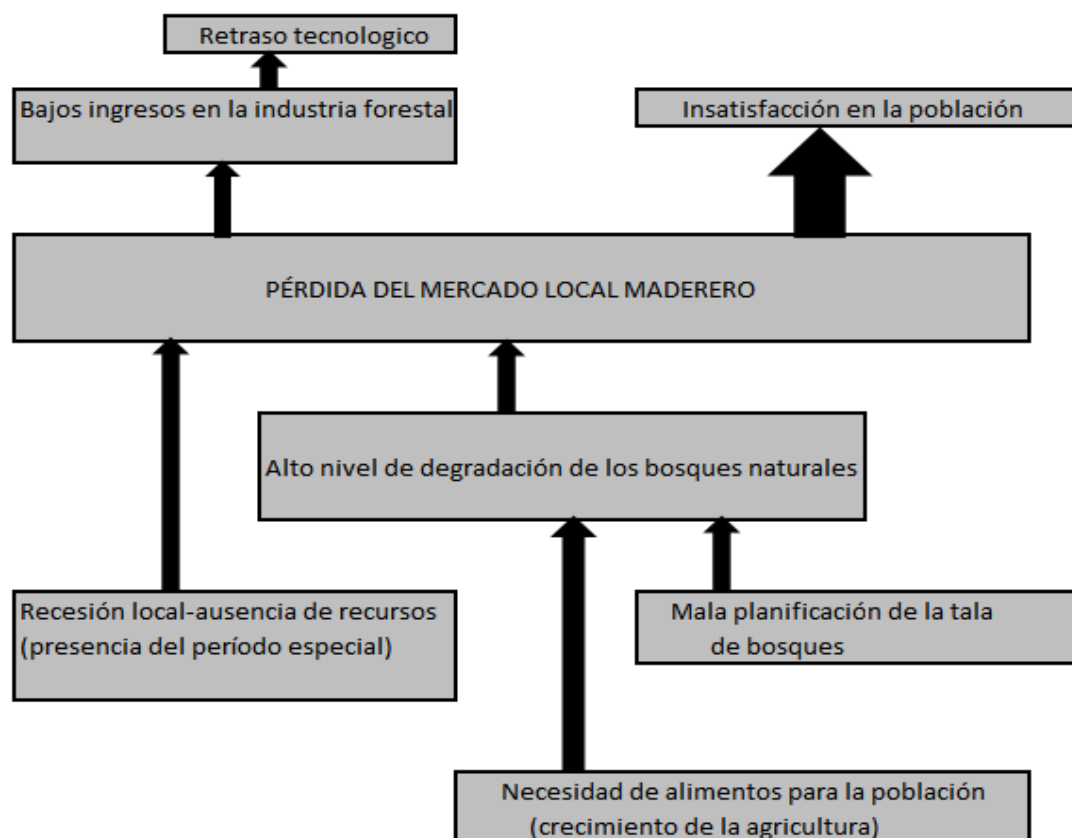 Retraso tecnologico
Bajos ingresos en la industria forestal
Insatisfacción en la población
PÉRDIDA DEL MERCADO LOCAL MADERERO
Alto nivel de degradación de los bosques naturales
Recesión local-ausencia de recursos
(presencia del período especial)
Mala planificación de la tala
de bosques
Necesidad de alimentos para la población
(crecimiento de la agricultura)